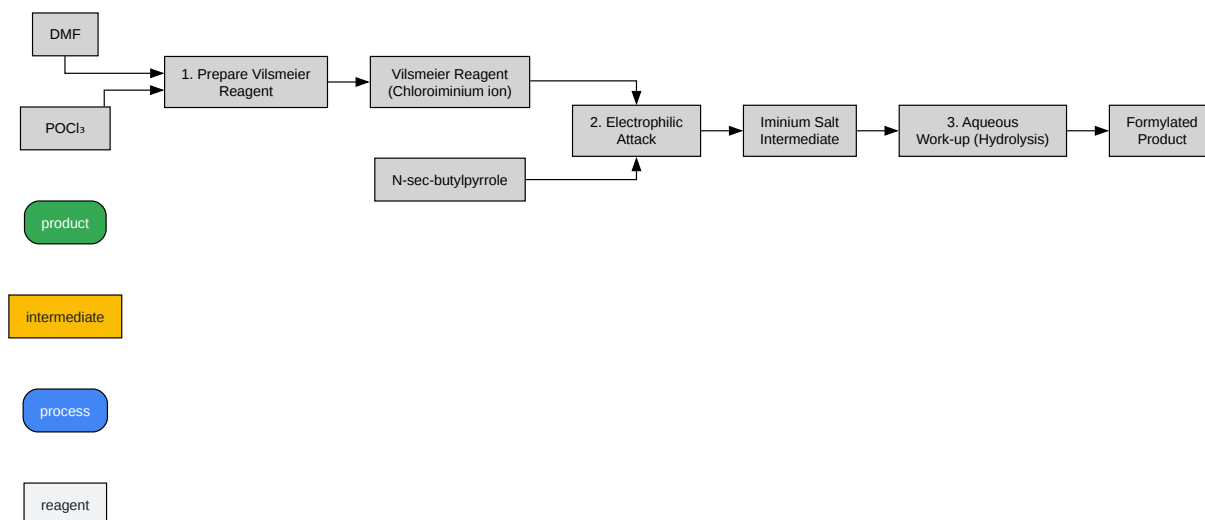 DMF
POCl₃
1. Prepare Vilsmeier
Reagent
Vilsmeier Reagent
(Chloroiminium ion)
N-sec-butylpyrrole
2. Electrophilic
Attack
Iminium Salt
Intermediate
3. Aqueous
Work-up (Hydrolysis)
Formylated
Product
product
intermediate
process
reagent